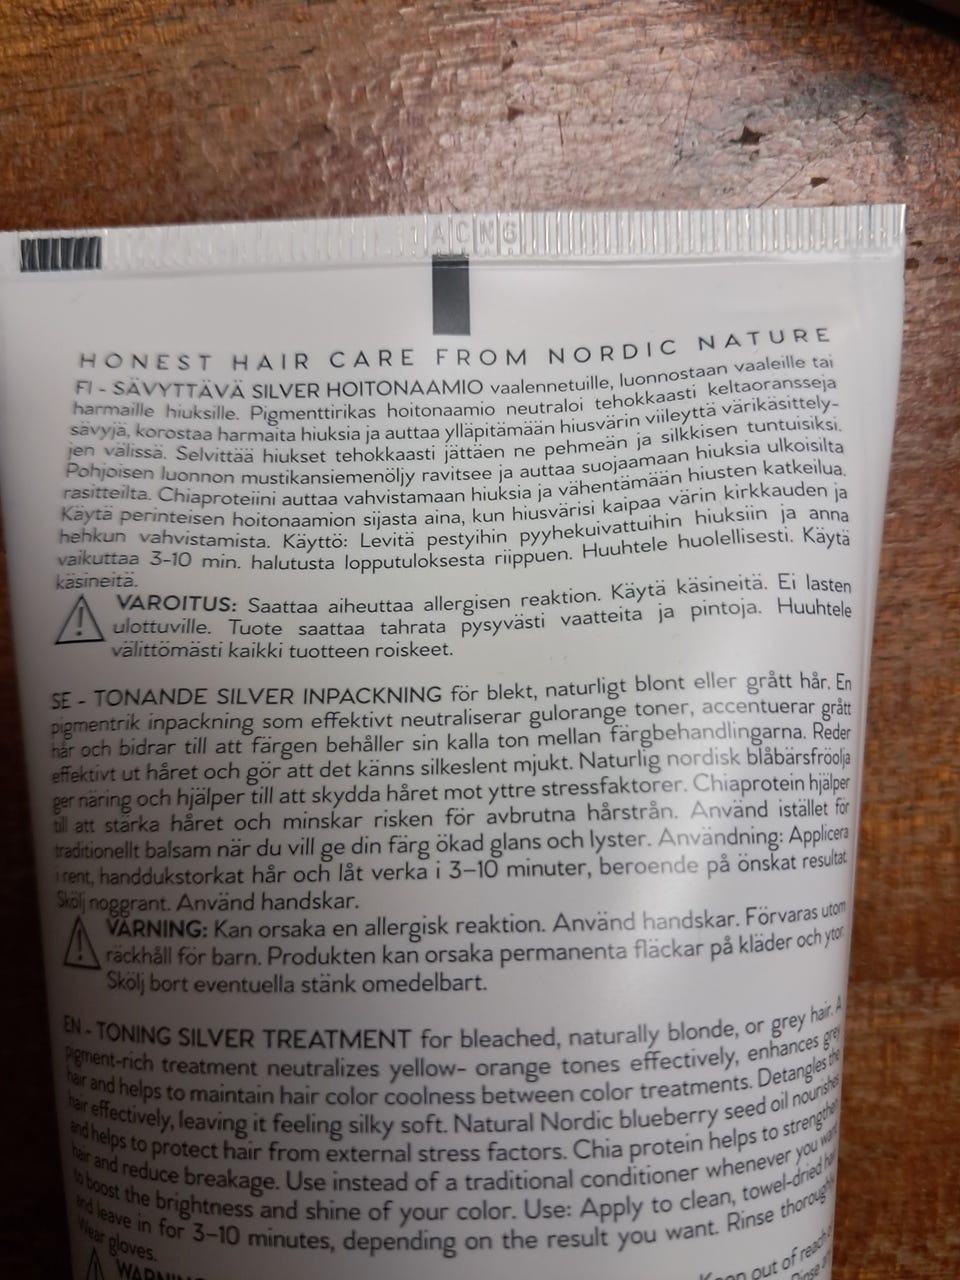 ACNG
HONEST HAIR CARE FROM NORDIC NATURE
FI - SÄVYTTÄVÄ SILVER HOITONAAMIO vaalennetuille, luonnostaan vaaleille tai
harmaille hiuksille. Pigmenttirikas hoitonaamio neutraloi tehokkaasti keltaoransseja
sävyjä, korostaa harmaita hiuksia ja auttaa ylläpitämään hiusvärin viileyttä värikäsittely-
jen välissä. Selvittää hiukset tehokkaasti jättäen ne pehmeän ja silkkisen tuntuisiksi.
Pohjoisen luonnon mustikansiemenöljy ravitsee ja auttaa suojaamaan hiuksia ulkoisilta
rasitteilta. Chiaproteiini auttaa vahvistamaan hiuksia ja vähentämään hiusten katkeilua.
Käytä perinteisen hoitonaamion sijasta aina, kun hiusvärisi kaipaa värin kirkkauden ja
hehkun vahvistamista. Käyttö: Levitä pestyihin pyyhekuivattuihin hiuksiin ja anna
vaikuttaa 3-10 min. halutusta lopputuloksesta riippuen. Huuhtele huolellisesti. Käytä
käsineitä.
VAROITUS: Saattaa aiheuttaa allergisen reaktion. Käytä käsineitä. Ei lasten
ulottuville. Tuote saattaa tahrata pysyvästi vaatteita ja pintoja. Huuhtele
välittömästi kaikki tuotteen roiskeet.
SE - TONANDE SILVER INPACKNING för blekt, naturligt blont eller grått hår. En
pigmentrik inpackning som effektivt neutraliserar gulorange toner, accentuerar grått
hår och bidrar till att färgen behåller sin kalla ton mellan färgbehandlingarna. Reder
effektivt ut håret och gör att det känns silkeslent mjukt. Naturlig nordisk blåbärsfröolja
ger näring och hjälper till att skydda håret mot yttre stressfaktorer. Chiaprotein hjälper
till att stärka håret och minskar risken för avbrutna hårstrån. Använd istället för
traditionellt balsam när du vill ge din färg ökad glans och lyster. Användning: Applicera
i rent, handdukstorkat hår och låt verka i 3–10 minuter, beroende på önskat resultat.
Skölj noggrant. Använd handskar.
VARNING: Kan orsaka en allergisk reaktion. Använd handskar. Förvaras utom
räckhåll för barn. Produkten kan orsaka permanenta fläckar på kläder och ytor.
Skölj bort eventuella stänk omedelbart.
EN - TONING SILVER TREATMENT for bleached, naturally blonde, or grey hair. A
pigment-rich treatment neutralizes yellow- orange tones effectively, enhances grey
hair and helps to maintain hair color coolness between color treatments. Detangles the
hair effectively, leaving it feeling silky soft. Natural Nordic blueberry seed oil nourishes
and helps to protect hair from external stress factors. Chia protein helps to strengthen
hair and reduce breakage. Use instead of a traditional conditioner whenever you want
to boost the brightness and shine of your color. Use: Apply to clean, towel-dried hair
and leave in for 3–10 minutes, depending on the result you want. Rinse thoroughly.
Wear gloves.
Keep out of reach